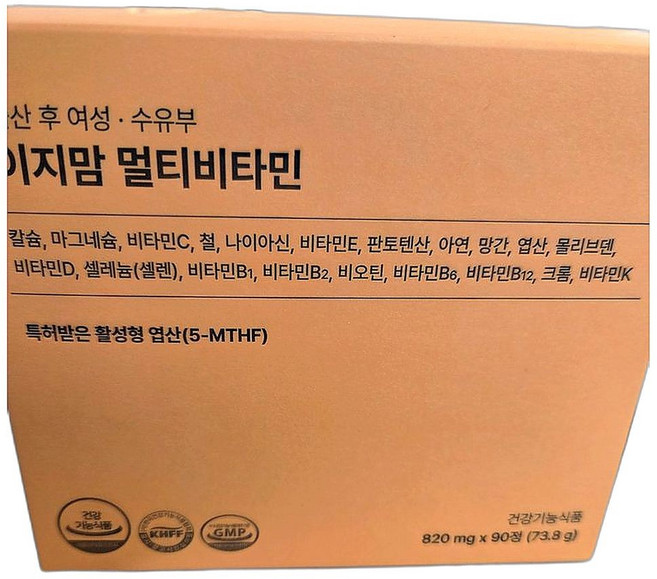 산 후 여성 · 수유부
이지맘 멀티비타민
칼슘, 마그네슘, 비타민C, 철, 나이아신, 비타민E, 판토텐산, 아연, 망간, 엽산, 몰리브덴,
비타민D, 셀레늄(셀렌), 비타민B1, 비타민B2, 비오틴, 비타민B6, 비타민B12, 크롬, 비타민K
특허받은 활성형 엽산(5-MTHF)
건강
기능식품
KHFF
GMP
건강기능식품
820 mg x 90정 (73.8 g)